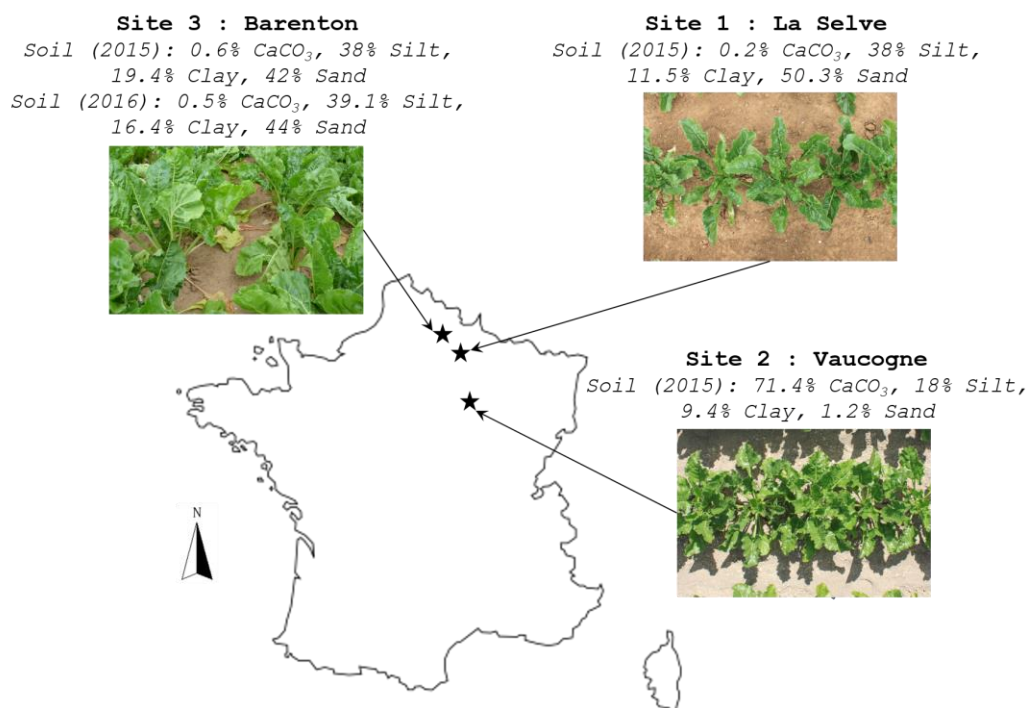 Site 3 : Barenton
Soil (2015): 0.6% CaCO₃, 38% Silt,
19.4% Clay, 42% Sand
Soil (2016): 0.5% CaCO₃, 39.1% Silt,
16.4% Clay, 44% Sand
Site 1 : La Selve
Soil (2015): 0.2% CaCO₃, 38% Silt,
11.5% Clay, 50.3% Sand
Site 2 : Vaucogne
Soil (2015): 71.4% CaCO₃, 18% Silt,
9.4% Clay, 1.2% Sand
N